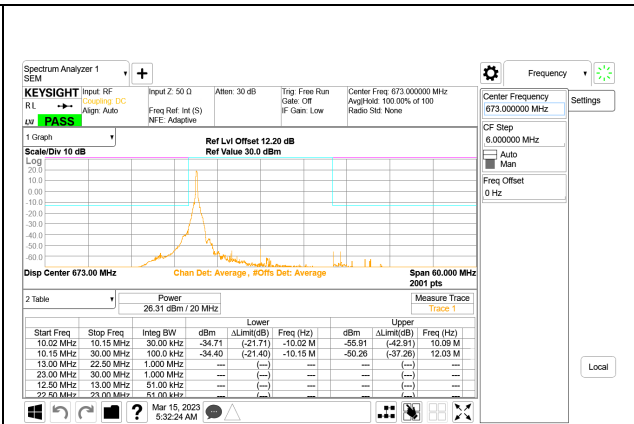 Spectrum Analyzer 1
SEM
Frequency
KEYSIGHT Input: RF Input Z: 50 Ω Atten: 30 dB Trig: Free Run Center Freq: 673.000000 MHz
Coupling: DC Gate: Off Avg|Hold: 100.00% of 100
RL Align: Auto Freq Ref: Int (S) IF Gain: Low Radio Std: None
NFE: Adaptive
PASS
Center Frequency
673.000000 MHz
Settings
CF Step
6.000000 MHz
Auto
Man
Freq Offset
0 Hz
1 Graph
Scale/Div 10 dB
Ref Lvl Offset 12.20 dB
Ref Value 30.0 dBm
Log
20.0
10.0
0.00
-10.0
-20.0
-30.0
-40.0
-50.0
-60.0
Disp Center 673.00 MHz Chan Det: Average, #Offs Det: Average Span 60.000 MHz
2001 pts
2 Table Power Measure Trace
26.31 dBm / 20 MHz Trace 1
Lower Upper
Start Freq Stop Freq Integ BW dBm ΔLimit(dB) Freq (Hz) dBm ΔLimit(dB) Freq (Hz)
10.02 MHz 10.15 MHz 30.00 kHz -34.71 (-21.71) -10.02 M -55.91 (-42.91) 10.09 M
10.15 MHz 30.00 MHz 100.0 kHz -34.40 (-21.40) -10.15 M -50.26 (-37.26) 12.03 M
13.00 MHz 22.50 MHz 1.000 MHz --- (---) --- --- (---) ---
23.00 MHz 30.00 MHz 1.000 MHz --- (---) --- --- (---) ---
12.50 MHz 13.00 MHz 51.00 kHz --- (---) --- --- (---) ---
22.50 MHz 23.00 MHz 51.00 kHz --- (---) --- --- (---) ---
Mar 15, 2023
5:32:24 AM
Local